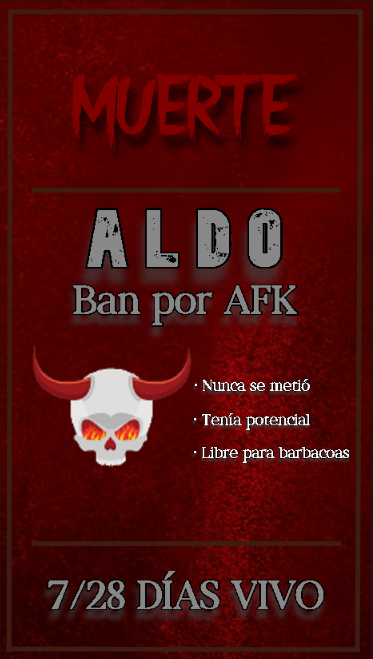 MUERTE
ALDO
Ban por AFK
· Nunca se metió
· Tenía potencial
· Libre para barbacoas
7/28 DÍAS VIVO